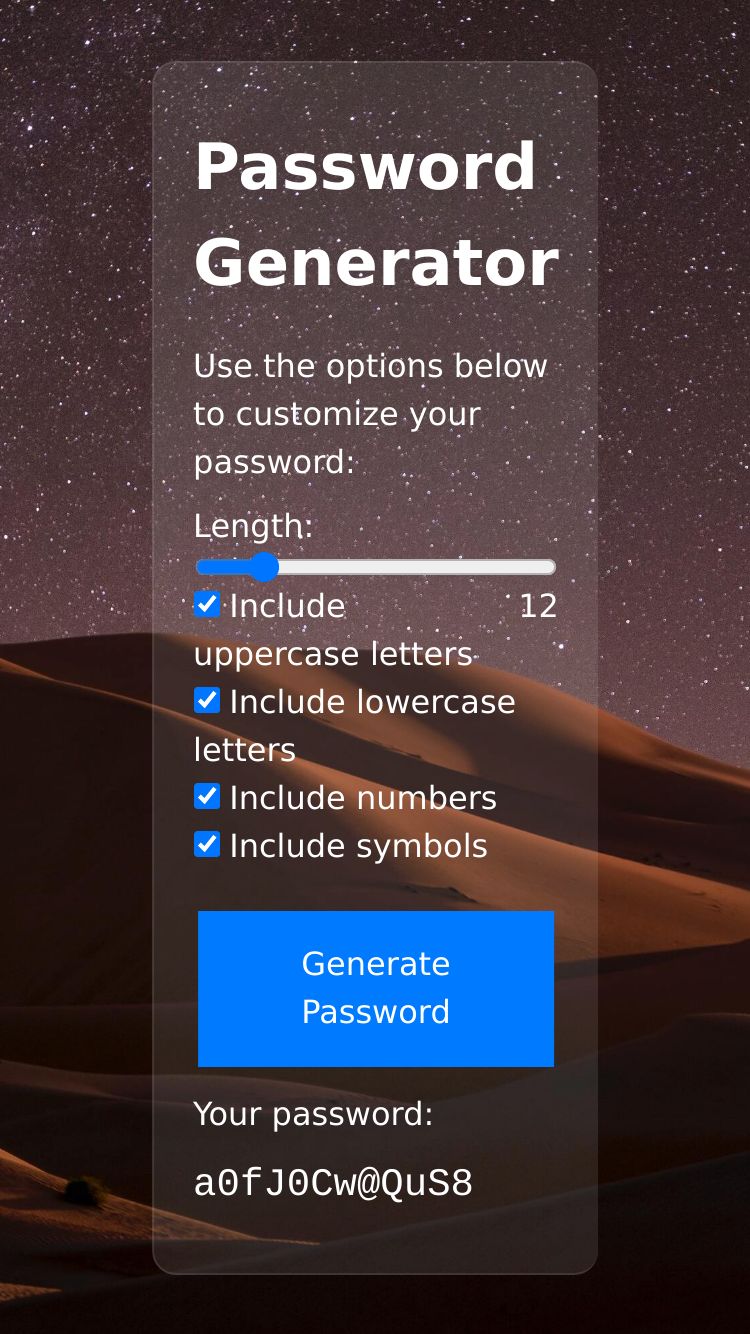 Password
Generator
Use the options below
to customize your
password:
Length:
Include 12
uppercase letters
Include lowercase
letters
Include numbers
Include symbols
Generate
Password
Your password:
a0fJ0Cw@QuS8